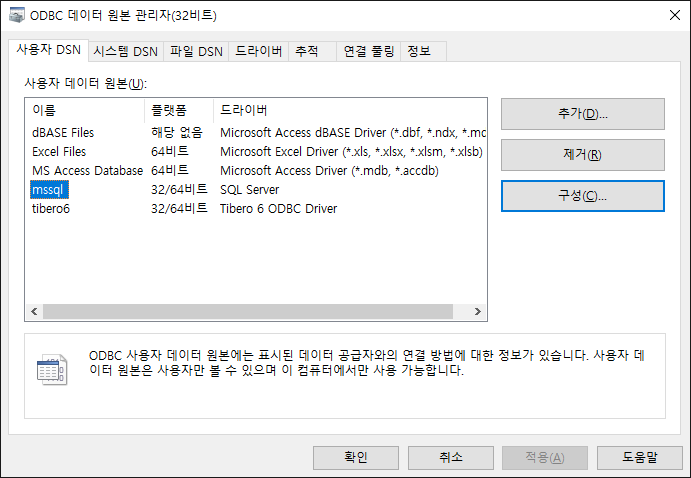 ODBC 데이터 원본 관리자(32비트)
사용자 DSN 시스템 DSN 파일 DSN 드라이버 추적 연결 풀링 정보
사용자 데이터 원본(U):
이름 플랫폼 드라이버
dBASE Files 해당 없음 Microsoft Access dBASE Driver (*.dbf, *.ndx, *.mc
Excel Files 64비트 Microsoft Excel Driver (*.xls, *.xlsx, *.xlsm, *.xlsb)
MS Access Database 64비트 Microsoft Access Driver (*.mdb, *.accdb)
mssql 32/64비트 SQL Server
tibero6 32/64비트 Tibero 6 ODBC Driver
추가(D)...
제거(R)
구성(C)...
ODBC 사용자 데이터 원본에는 표시된 데이터 공급자와의 연결 방법에 대한 정보가 있습니다. 사용자 데
이터 원본은 사용자만 볼 수 있으며 이 컴퓨터에서만 사용 가능합니다.
확인 취소 적용(A) 도움말